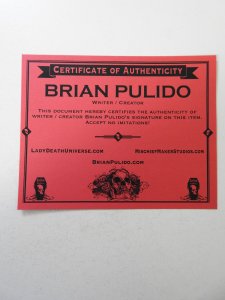 Certificate of Authenticity
BRIAN PULIDO
Writer / Creator
This document hereby certifies the authenticity of
writer / creator Brian Pulido's signature on this item.
Accept no imitations!
LadyDeathUniverse.com MischiefMakerStudios.com
BrianPulido.com